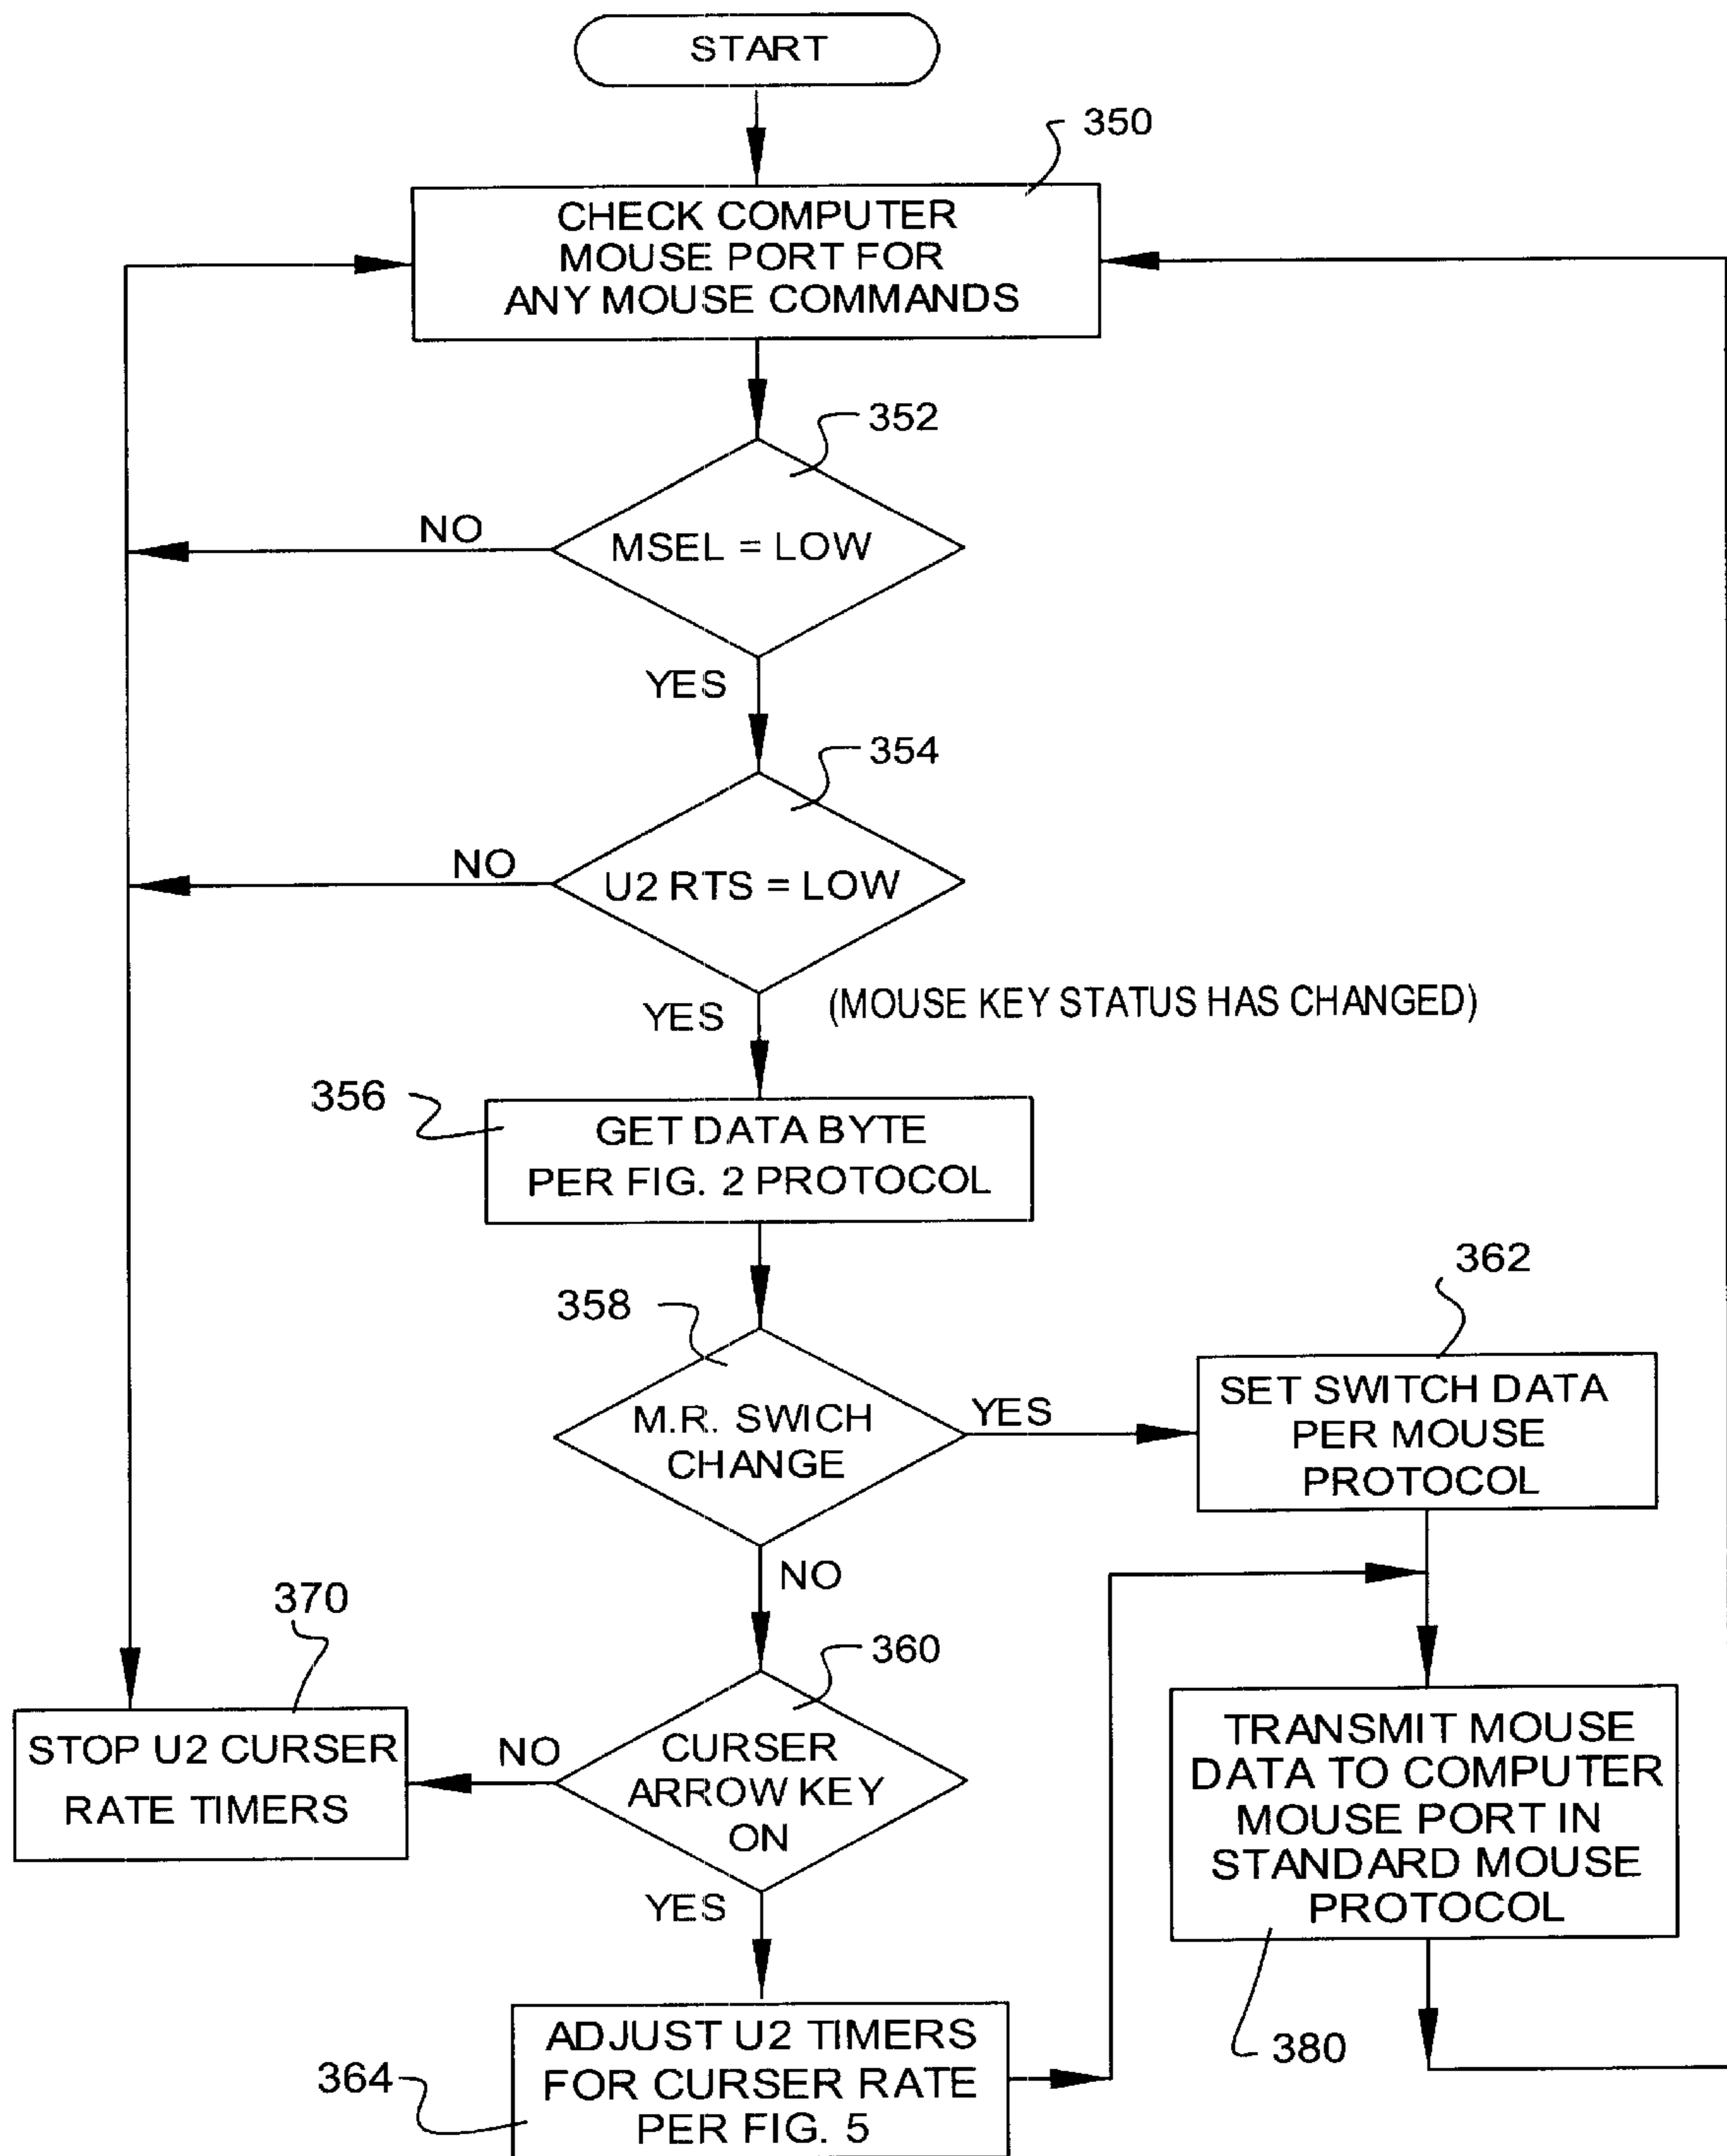 START
350
CHECK COMPUTER
MOUSE PORT FOR
ANY MOUSE COMMANDS
352
NO
MSEL = LOW
YES
354
NO
U2 RTS = LOW
YES
(MOUSE KEY STATUS HAS CHANGED)
356
GET DATA BYTE
PER FIG. 2 PROTOCOL
358
M.R. SWICH
CHANGE
YES
362
SET SWITCH DATA
PER MOUSE
PROTOCOL
NO
370
STOP U2 CURSER
RATE TIMERS
NO
360
CURSER
ARROW KEY
ON
YES
TRANSMIT MOUSE
DATA TO COMPUTER
MOUSE PORT IN
STANDARD MOUSE
PROTOCOL
380
364
ADJUST U2 TIMERS
FOR CURSER RATE
PER FIG. 5